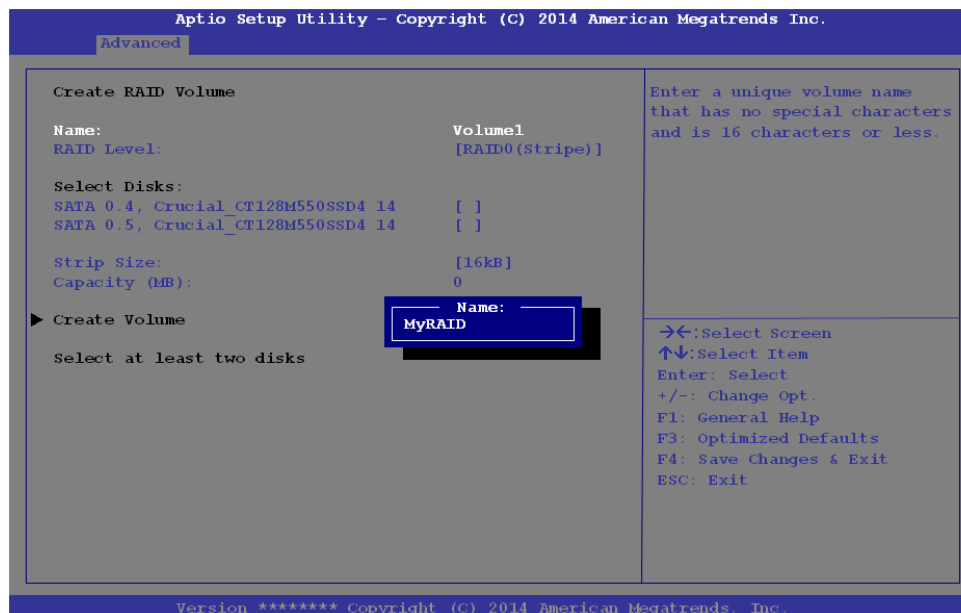 Aptio Setup Utility – Copyright (C) 2014 American Megatrends Inc.
Advanced
Create RAID Volume
Name: Volume1
RAID Level: [RAID0(Stripe)]
Select Disks:
SATA 0.4, Crucial_CT128M550SSD4 14 [ ]
SATA 0.5, Crucial_CT128M550SSD4 14 [ ]
Strip Size: [16kB]
Capacity (MB): 0
Create Volume
Select at least two disks
Name:
MyRAID
Enter a unique volume name
that has no special characters
and is 16 characters or less.
→←:Select Screen
↑↓:Select Item
Enter: Select
+/-: Change Opt.
F1: General Help
F3: Optimized Defaults
F4: Save Changes & Exit
ESC: Exit
Version ******** Copyright (C) 2014 American Megatrends. Inc.